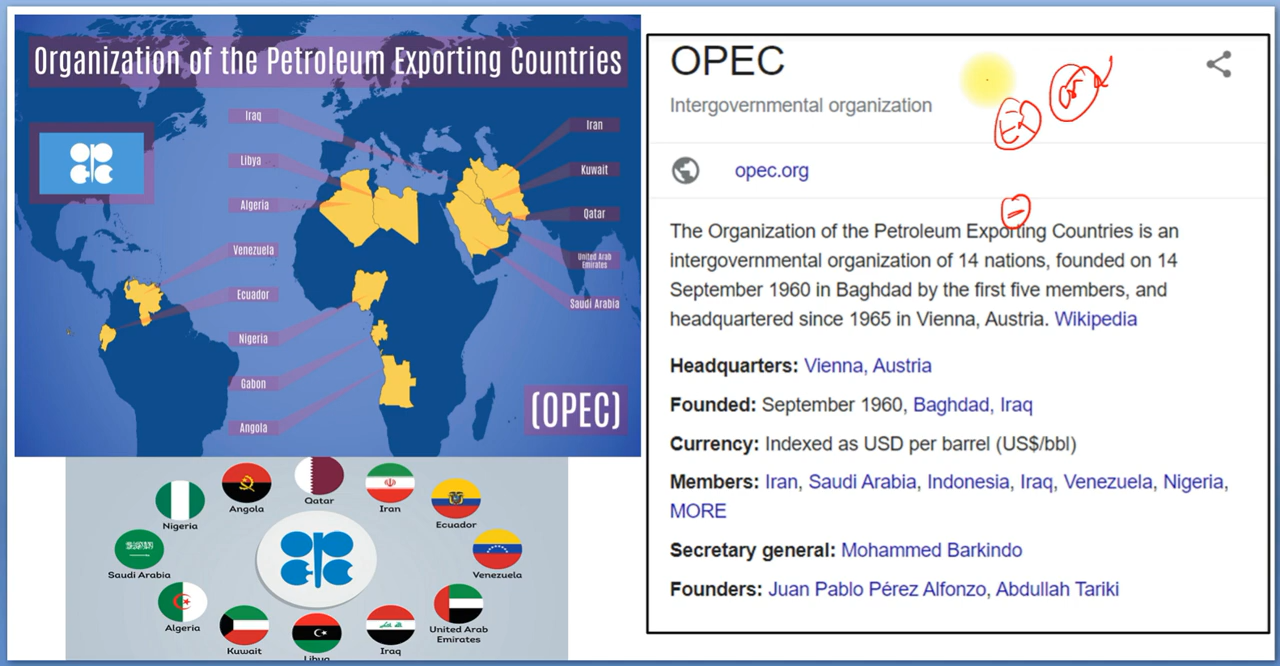 Organization of the Petroleum Exporting Countries
Iraq
Libya
Algeria
Venezuela
Ecuador
Nigeria
Gabon
Angola
Iran
Kuwait
Qatar
United Arab
Emirates
Saudi Arabia
(OPEC)
Nigeria
Angola
Qatar
Iran
Ecuador
Saudi Arabia
Venezuela
Algeria
Kuwait
Libya
Iraq
United Arab
Emirates
OPEC
Intergovernmental organization
opec.org
The Organization of the Petroleum Exporting Countries is an
intergovernmental organization of 14 nations, founded on 14
September 1960 in Baghdad by the first five members, and
headquartered since 1965 in Vienna, Austria. Wikipedia
Headquarters: Vienna, Austria
Founded: September 1960, Baghdad, Iraq
Currency: Indexed as USD per barrel (US$/bbl)
Members: Iran, Saudi Arabia, Indonesia, Iraq, Venezuela, Nigeria,
MORE
Secretary general: Mohammed Barkindo
Founders: Juan Pablo Pérez Alfonzo, Abdullah Tariki